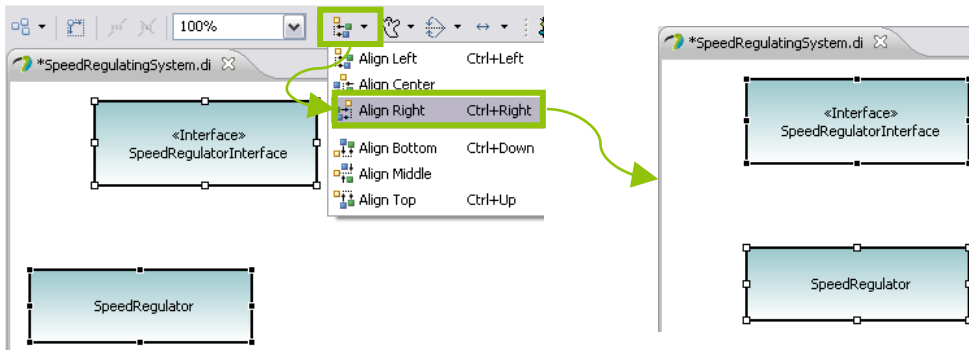 100%
*SpeedRegulatingSystem.di
«Interface»
SpeedRegulatorInterface
SpeedRegulator
Align Left Ctrl+Left
Align Center
Align Right Ctrl+Right
Align Bottom Ctrl+Down
Align Middle
Align Top Ctrl+Up
*SpeedRegulatingSystem.di
«Interface»
SpeedRegulatorInterface
SpeedRegulator